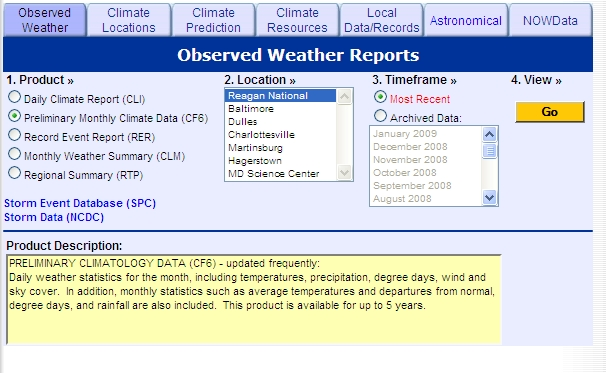 Observed Weather
Climate Locations
Climate Prediction
Climate Resources
Local Data/Records
Astronomical
NOWData
Observed Weather Reports
1. Product »
Daily Climate Report (CLI)
Preliminary Monthly Climate Data (CF6)
Record Event Report (RER)
Monthly Weather Summary (CLM)
Regional Summary (RTP)
Storm Event Database (SPC)
Storm Data (NCDC)
2. Location »
Reagan National
Baltimore
Dulles
Charlottesville
Martinsburg
Hagerstown
MD Science Center
3. Timeframe »
Most Recent
Archived Data:
January 2009
December 2008
November 2008
October 2008
September 2008
August 2008
4. View »
Go
Product Description:
PRELIMINARY CLIMATOLOGY DATA (CF6) - updated frequently:
Daily weather statistics for the month, including temperatures, precipitation, degree days, wind and
sky cover.  In addition, monthly statistics such as average temperatures and departures from normal,
degree days, and rainfall are also included.  This product is available for up to 5 years.